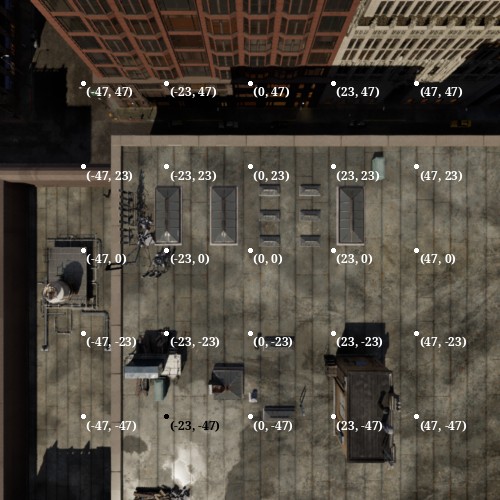 (-47, 47) (-23, 47) (0, 47) (23, 47) (47, 47)
(-47, 23) (-23, 23) (0, 23) (23, 23) (47, 23)
(-47, 0) (-23, 0) (0, 0) (23, 0) (47, 0)
(-47, -23) (-23, -23) (0, -23) (23, -23) (47, -23)
(-47, -47) (-23, -47) (0, -47) (23, -47) (47, -47)